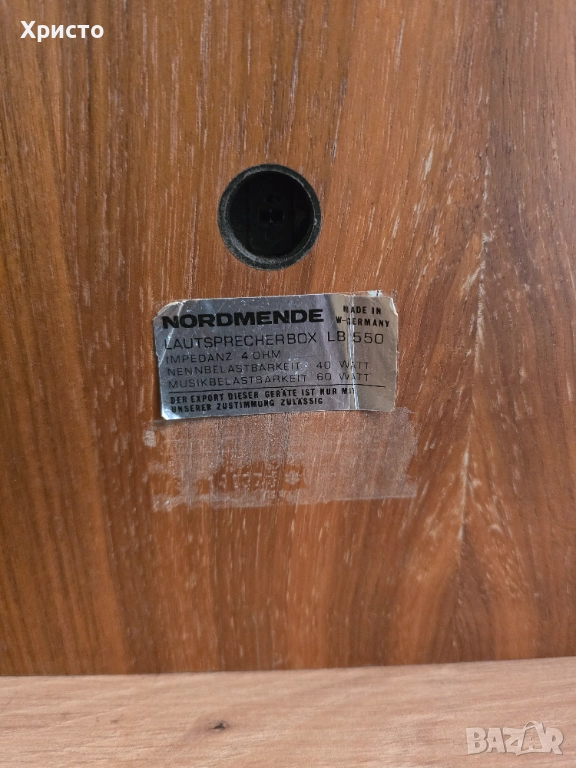 Христо
NORDMENDE MADE IN W-GERMANY
LAUTSPRECHERBOX LB 550
IMPEDANZ 4 OHM
NENNBELASTBARKEIT 40 WATT
MUSIKBELASTBARKEIT 60 WATT
DER EXPORT DIESER GERÄTE IST NUR MIT
UNSERER ZUSTIMMUNG ZULÄSSIG
BAZAR